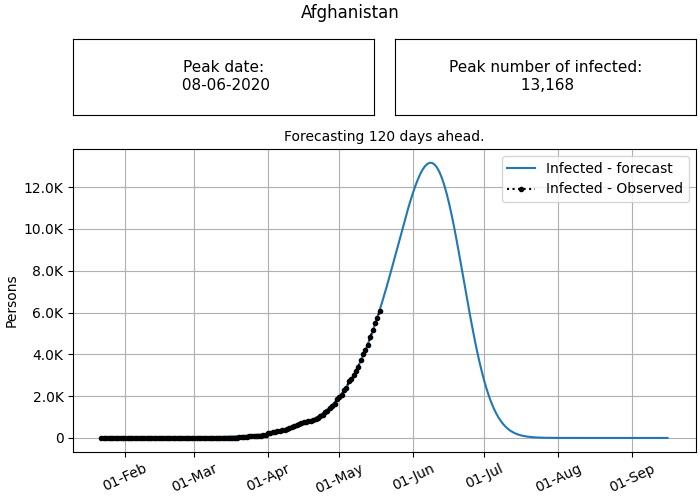 Afghanistan
Peak date:
08-06-2020
Peak number of infected:
13,168
Forecasting 120 days ahead.
Infected - forecast
Infected - Observed
Persons
12.0K
10.0K
8.0K
6.0K
4.0K
2.0K
0
01-Feb
01-Mar
01-Apr
01-May
01-Jun
01-Jul
01-Aug
01-Sep